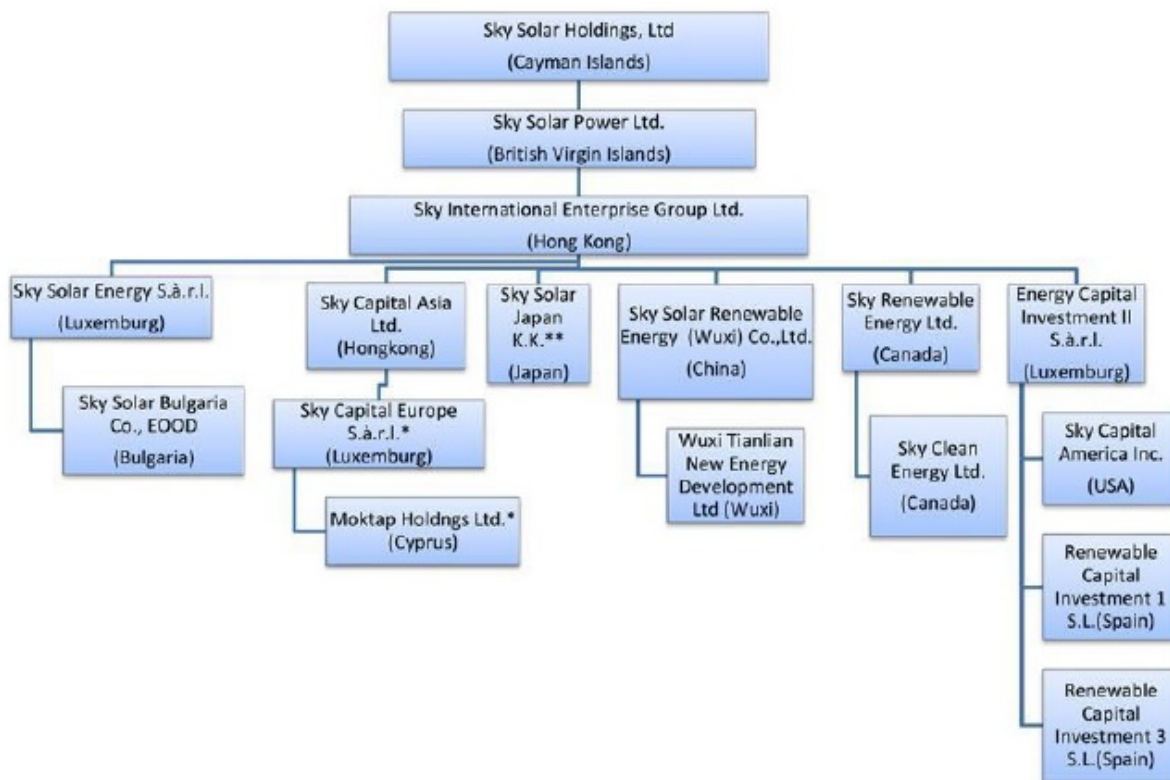 Sky Solar Holdings, Ltd
(Cayman Islands)
Sky Solar Power Ltd.
(British Virgin Islands)
Sky International Enterprise Group Ltd.
(Hong Kong)
Sky Solar Energy S.à.r.l.
(Luxemburg)
Sky Solar Bulgaria
Co., EOOD
(Bulgaria)
Sky Capital Asia
Ltd.
(Hongkong)
Sky Capital Europe
S.à.r.l.*
(Luxemburg)
Moktap Holdngs Ltd.*
(Cyprus)
Sky Solar
Japan
K.K.**
(Japan)
Sky Solar Renewable
Energy (Wuxi) Co.,Ltd.
(China)
Wuxi Tianlian
New Energy
Development
Ltd (Wuxi)
Sky Renewable
Energy Ltd.
(Canada)
Sky Clean
Energy Ltd.
(Canada)
Energy Capital
Investment II
S.à.r.l.
(Luxemburg)
Sky Capital
America Inc.
(USA)
Renewable
Capital
Investment 1
S.L.(Spain)
Renewable
Capital
Investment 3
S.L.(Spain)